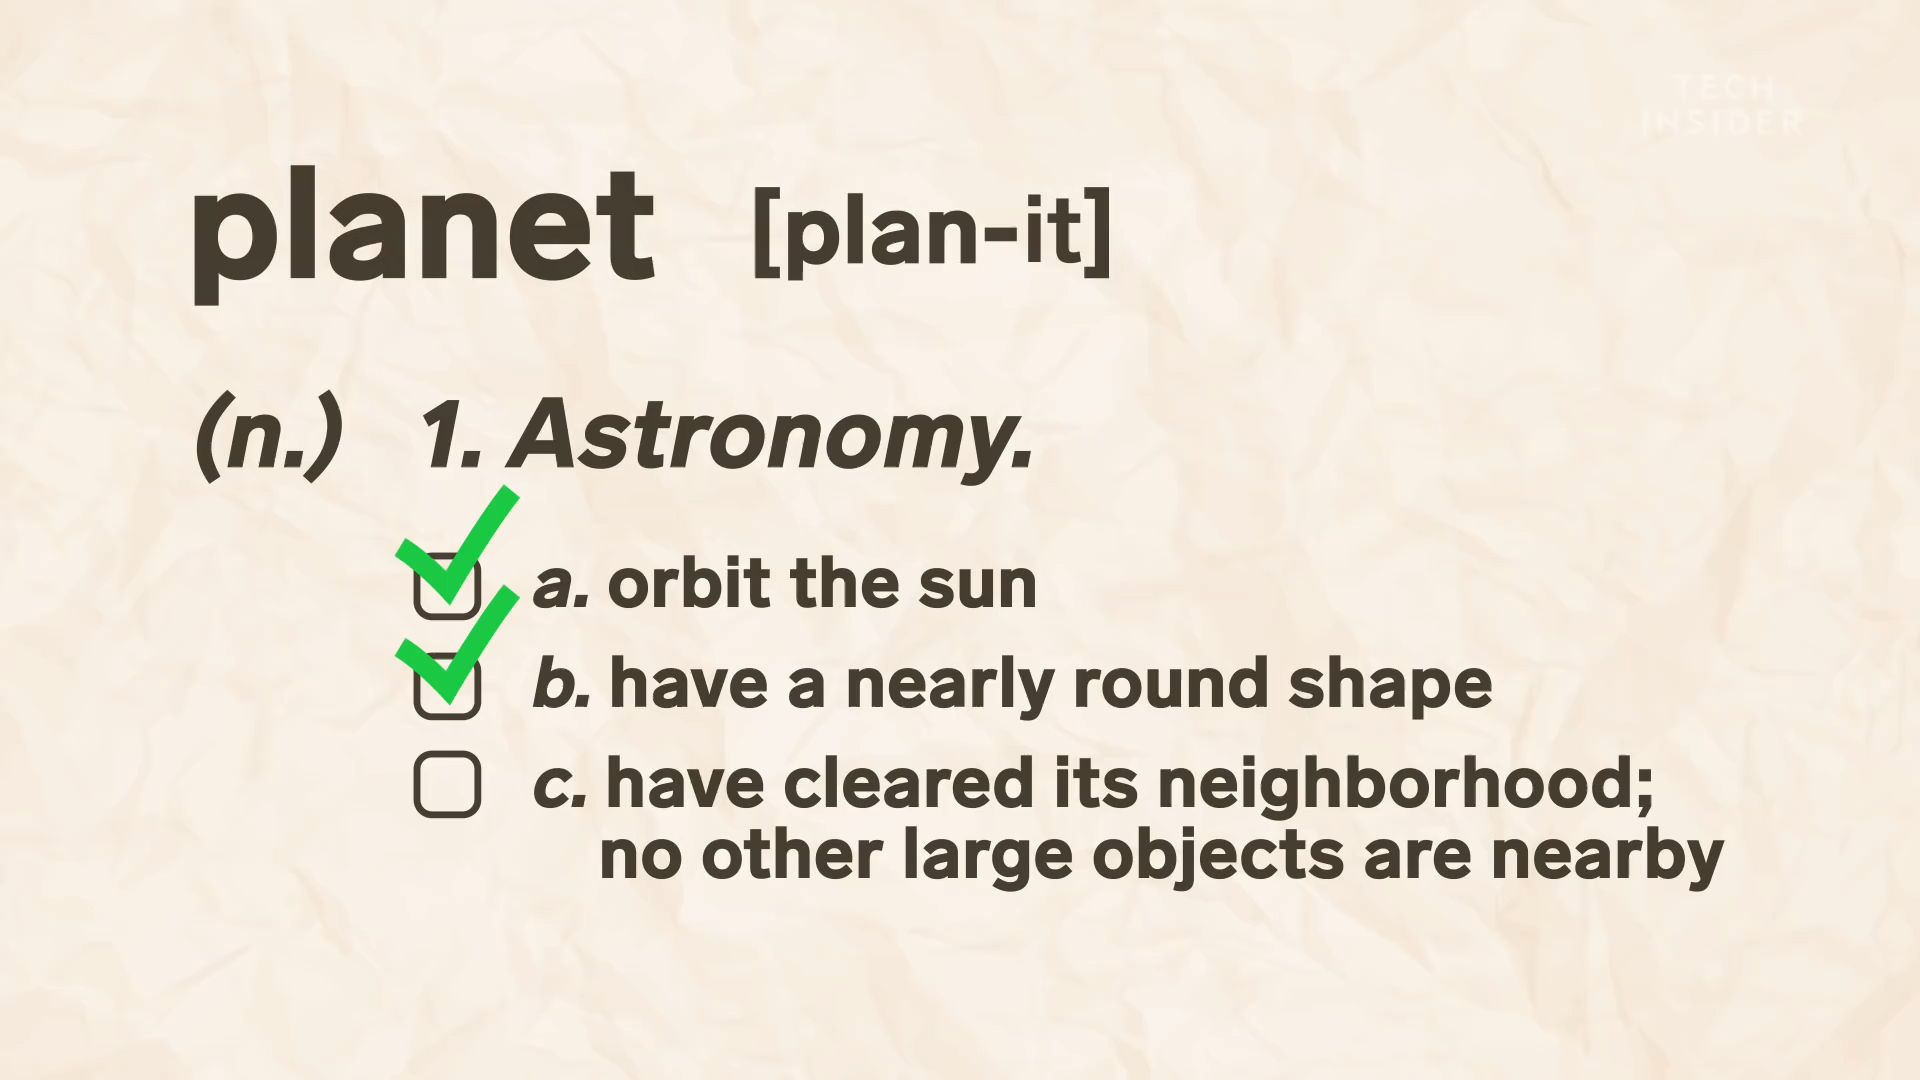 TECH
INSIDER
planet [plan-it]
(n.) 1. Astronomy.
a. orbit the sun
b. have a nearly round shape
c. have cleared its neighborhood;
no other large objects are nearby